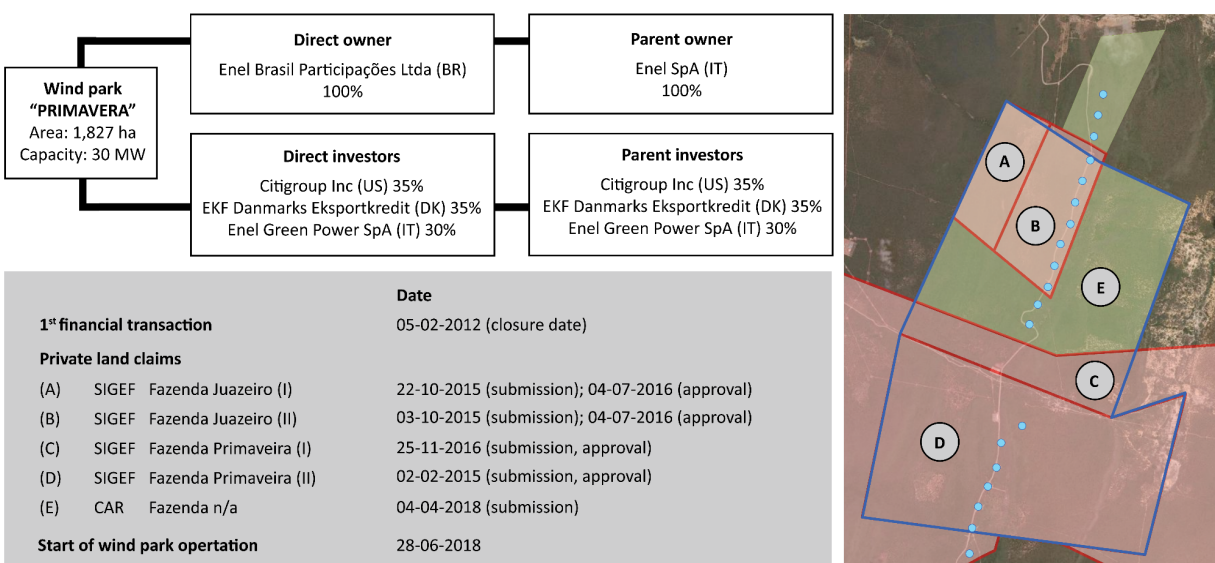 Wind park
“PRIMAVERA”
Area: 1,827 ha
Capacity: 30 MW
Direct owner
Enel Brasil Participações Ltda (BR)
100%
Parent owner
Enel SpA (IT)
100%
Direct investors
Citigroup Inc (US) 35%
EKF Danmarks Eksportkredit (DK) 35%
Enel Green Power SpA (IT) 30%
Parent investors
Citigroup Inc (US) 35%
EKF Danmarks Eksportkredit (DK) 35%
Enel Green Power SpA (IT) 30%
Date
1st financial transaction 05-02-2012 (closure date)
Private land claims
(A) SIGEF Fazenda Juazeiro (I) 22-10-2015 (submission); 04-07-2016 (approval)
(B) SIGEF Fazenda Juazeiro (II) 03-10-2015 (submission); 04-07-2016 (approval)
(C) SIGEF Fazenda Primaveira (I) 25-11-2016 (submission, approval)
(D) SIGEF Fazenda Primaveira (II) 02-02-2015 (submission, approval)
(E) CAR Fazenda n/a 04-04-2018 (submission)
Start of wind park opertation 28-06-2018
A
B
E
C
D